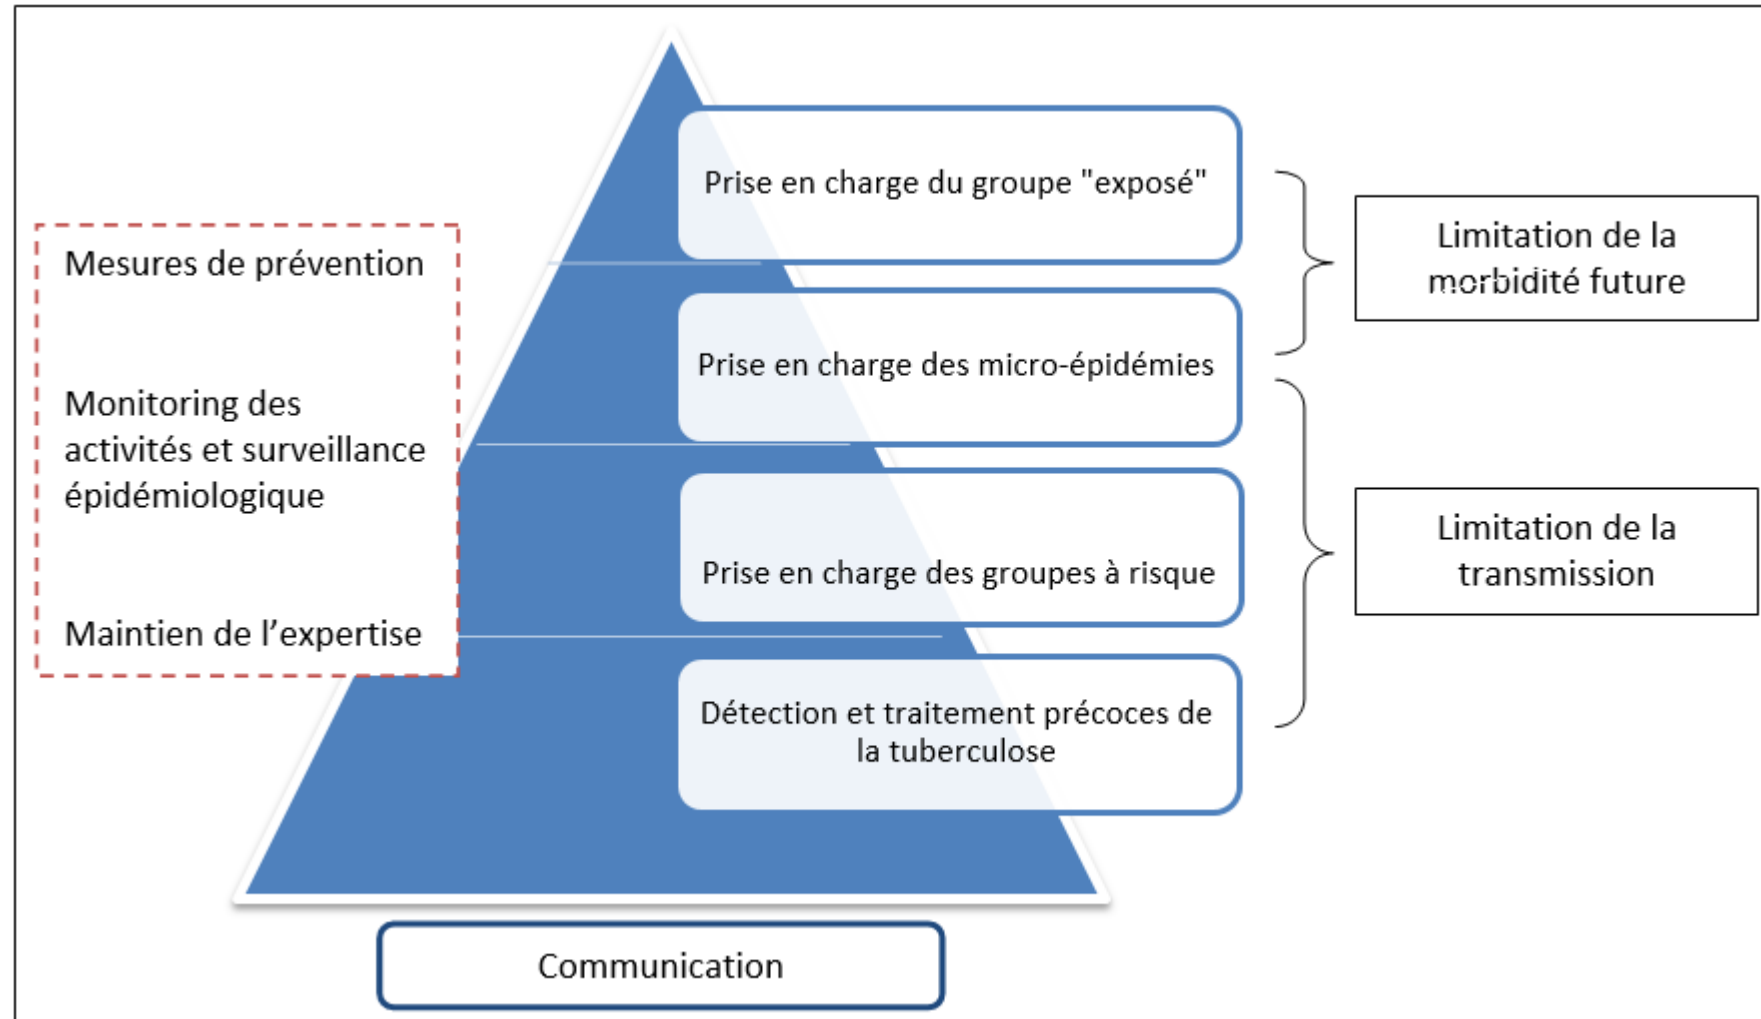 Prise en charge du groupe "exposé"
Limitation de la
morbidité future
Mesures de prévention
Prise en charge des micro-épidémies
Monitoring des
activités et surveillance
épidémiologique
Limitation de la
transmission
Prise en charge des groupes à risque
Maintien de l’expertise
Détection et traitement précoces de
la tuberculose
Communication